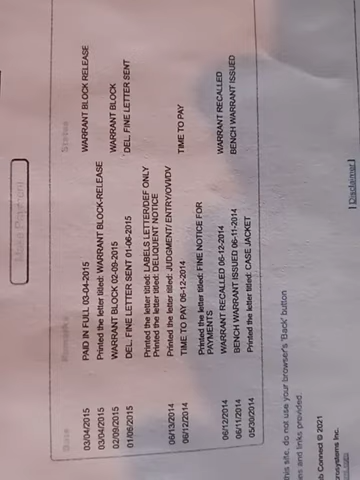 Make Payment
Date Remarks Status
03/04/2015 PAID IN FULL 03-04-2015 WARRANT BLOCK RELEASE
03/04/2015 Printed the letter titled: WARRANT BLOCK-RELEASE
02/09/2015 WARRANT BLOCK 02-09-2015 WARRANT BLOCK
01/06/2015 DEL. FINE LETTER SENT 01-06-2015 DEL. FINE LETTER SENT
Printed the letter titled: LABELS LETTER/DEF ONLY
Printed the letter titled: DELIQUENT NOTICE
06/13/2014 Printed the letter titled: JUDGMENT/ ENTRY/OVI/DV
06/12/2014 TIME TO PAY 06-12-2014 TIME TO PAY
Printed the letter titled: FINE NOTICE FOR
PAYMENTS
06/12/2014 WARRANT RECALLED 06-12-2014 WARRANT RECALLED
06/11/2014 BENCH WARRANT ISSUED 06-11-2014 BENCH WARRANT ISSUED
05/30/2014 Printed the letter titled: CASE JACKET
this site, do not use your browser's 'Back' button
ns and links provided
[ Disclaimer ]
b Connect © 2021
rosystems Inc.